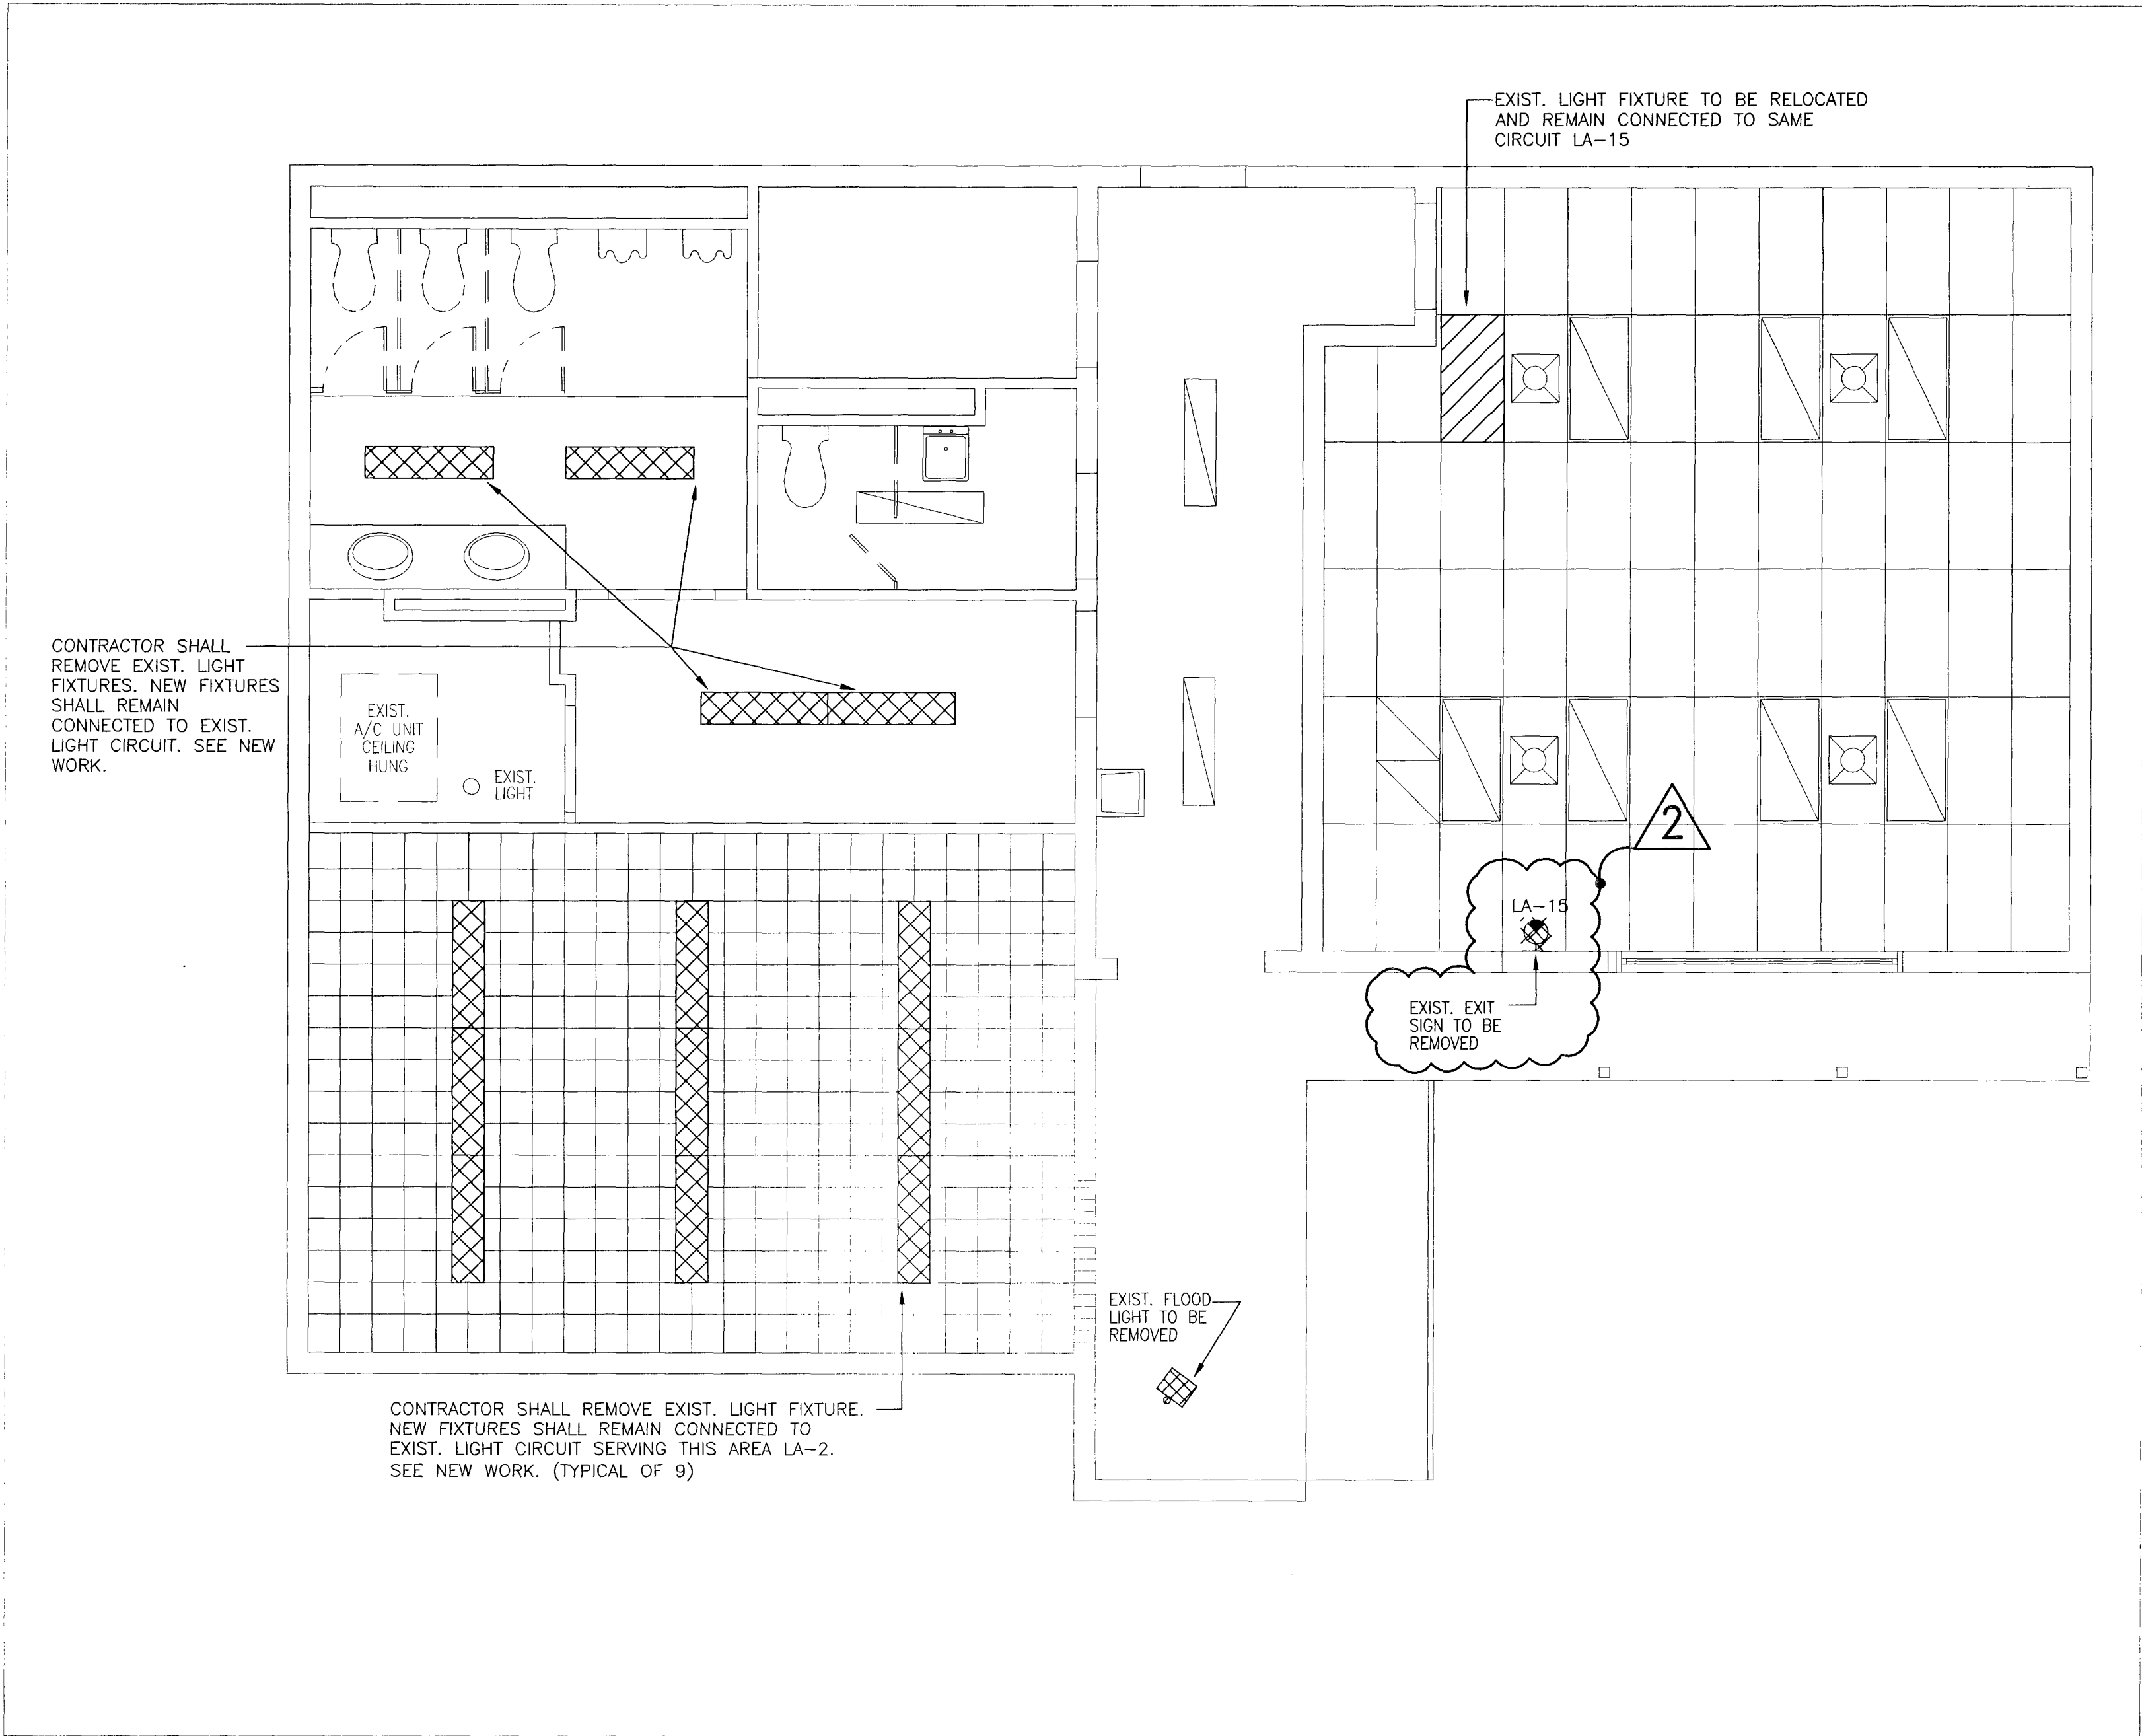 EXIST. LIGHT FIXTURE TO BE RELOCATED
AND REMAIN CONNECTED TO SAME
CIRCUIT LA-15
CONTRACTOR SHALL
REMOVE EXIST. LIGHT
FIXTURES. NEW FIXTURES
SHALL REMAIN
CONNECTED TO EXIST.
LIGHT CIRCUIT. SEE NEW
WORK.
EXIST.
A/C UNIT
CEILING
HUNG
EXIST.
LIGHT
2
LA-15
EXIST. EXIT
SIGN TO BE
REMOVED
EXIST. FLOOD
LIGHT TO BE
REMOVED
CONTRACTOR SHALL REMOVE EXIST. LIGHT FIXTURE.
NEW FIXTURES SHALL REMAIN CONNECTED TO
EXIST. LIGHT CIRCUIT SERVING THIS AREA LA-2.
SEE NEW WORK. (TYPICAL OF 9)